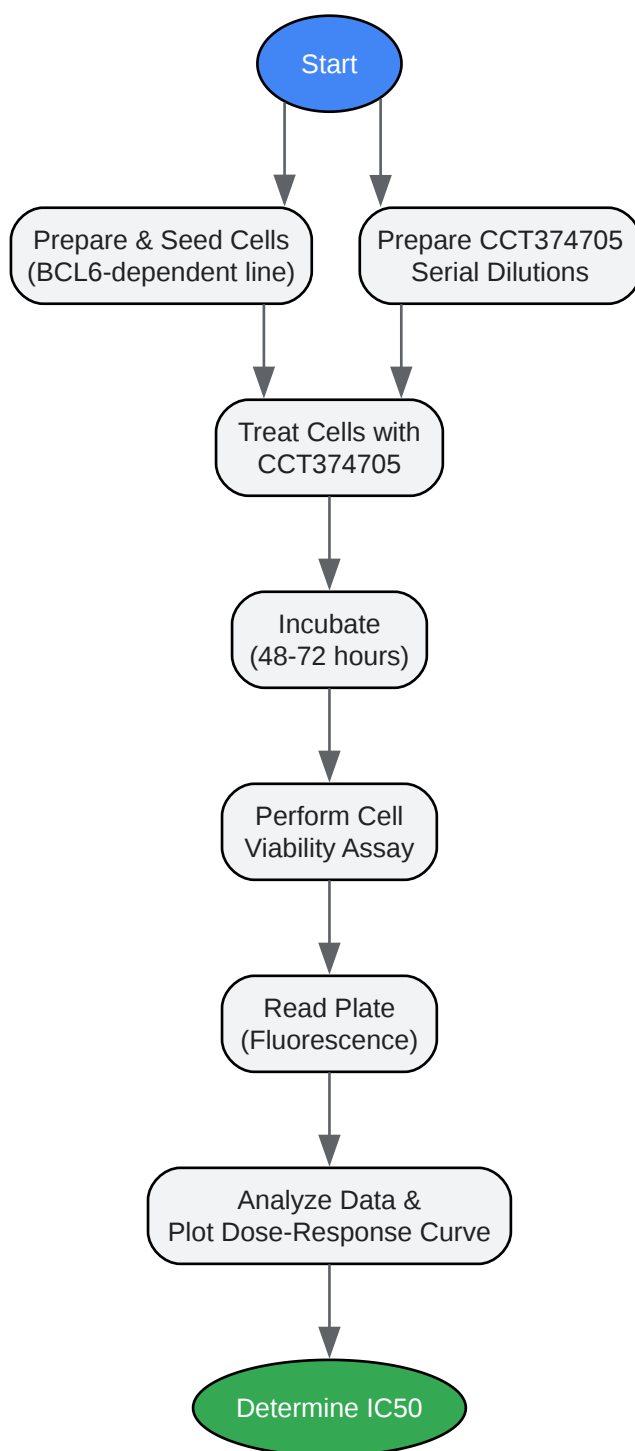 Start
Prepare & Seed Cells
(BCL6-dependent line)
Prepare CCT374705
Serial Dilutions
Treat Cells with
CCT374705
Incubate
(48-72 hours)
Perform Cell
Viability Assay
Read Plate
(Fluorescence)
Analyze Data &
Plot Dose-Response Curve
Determine IC50